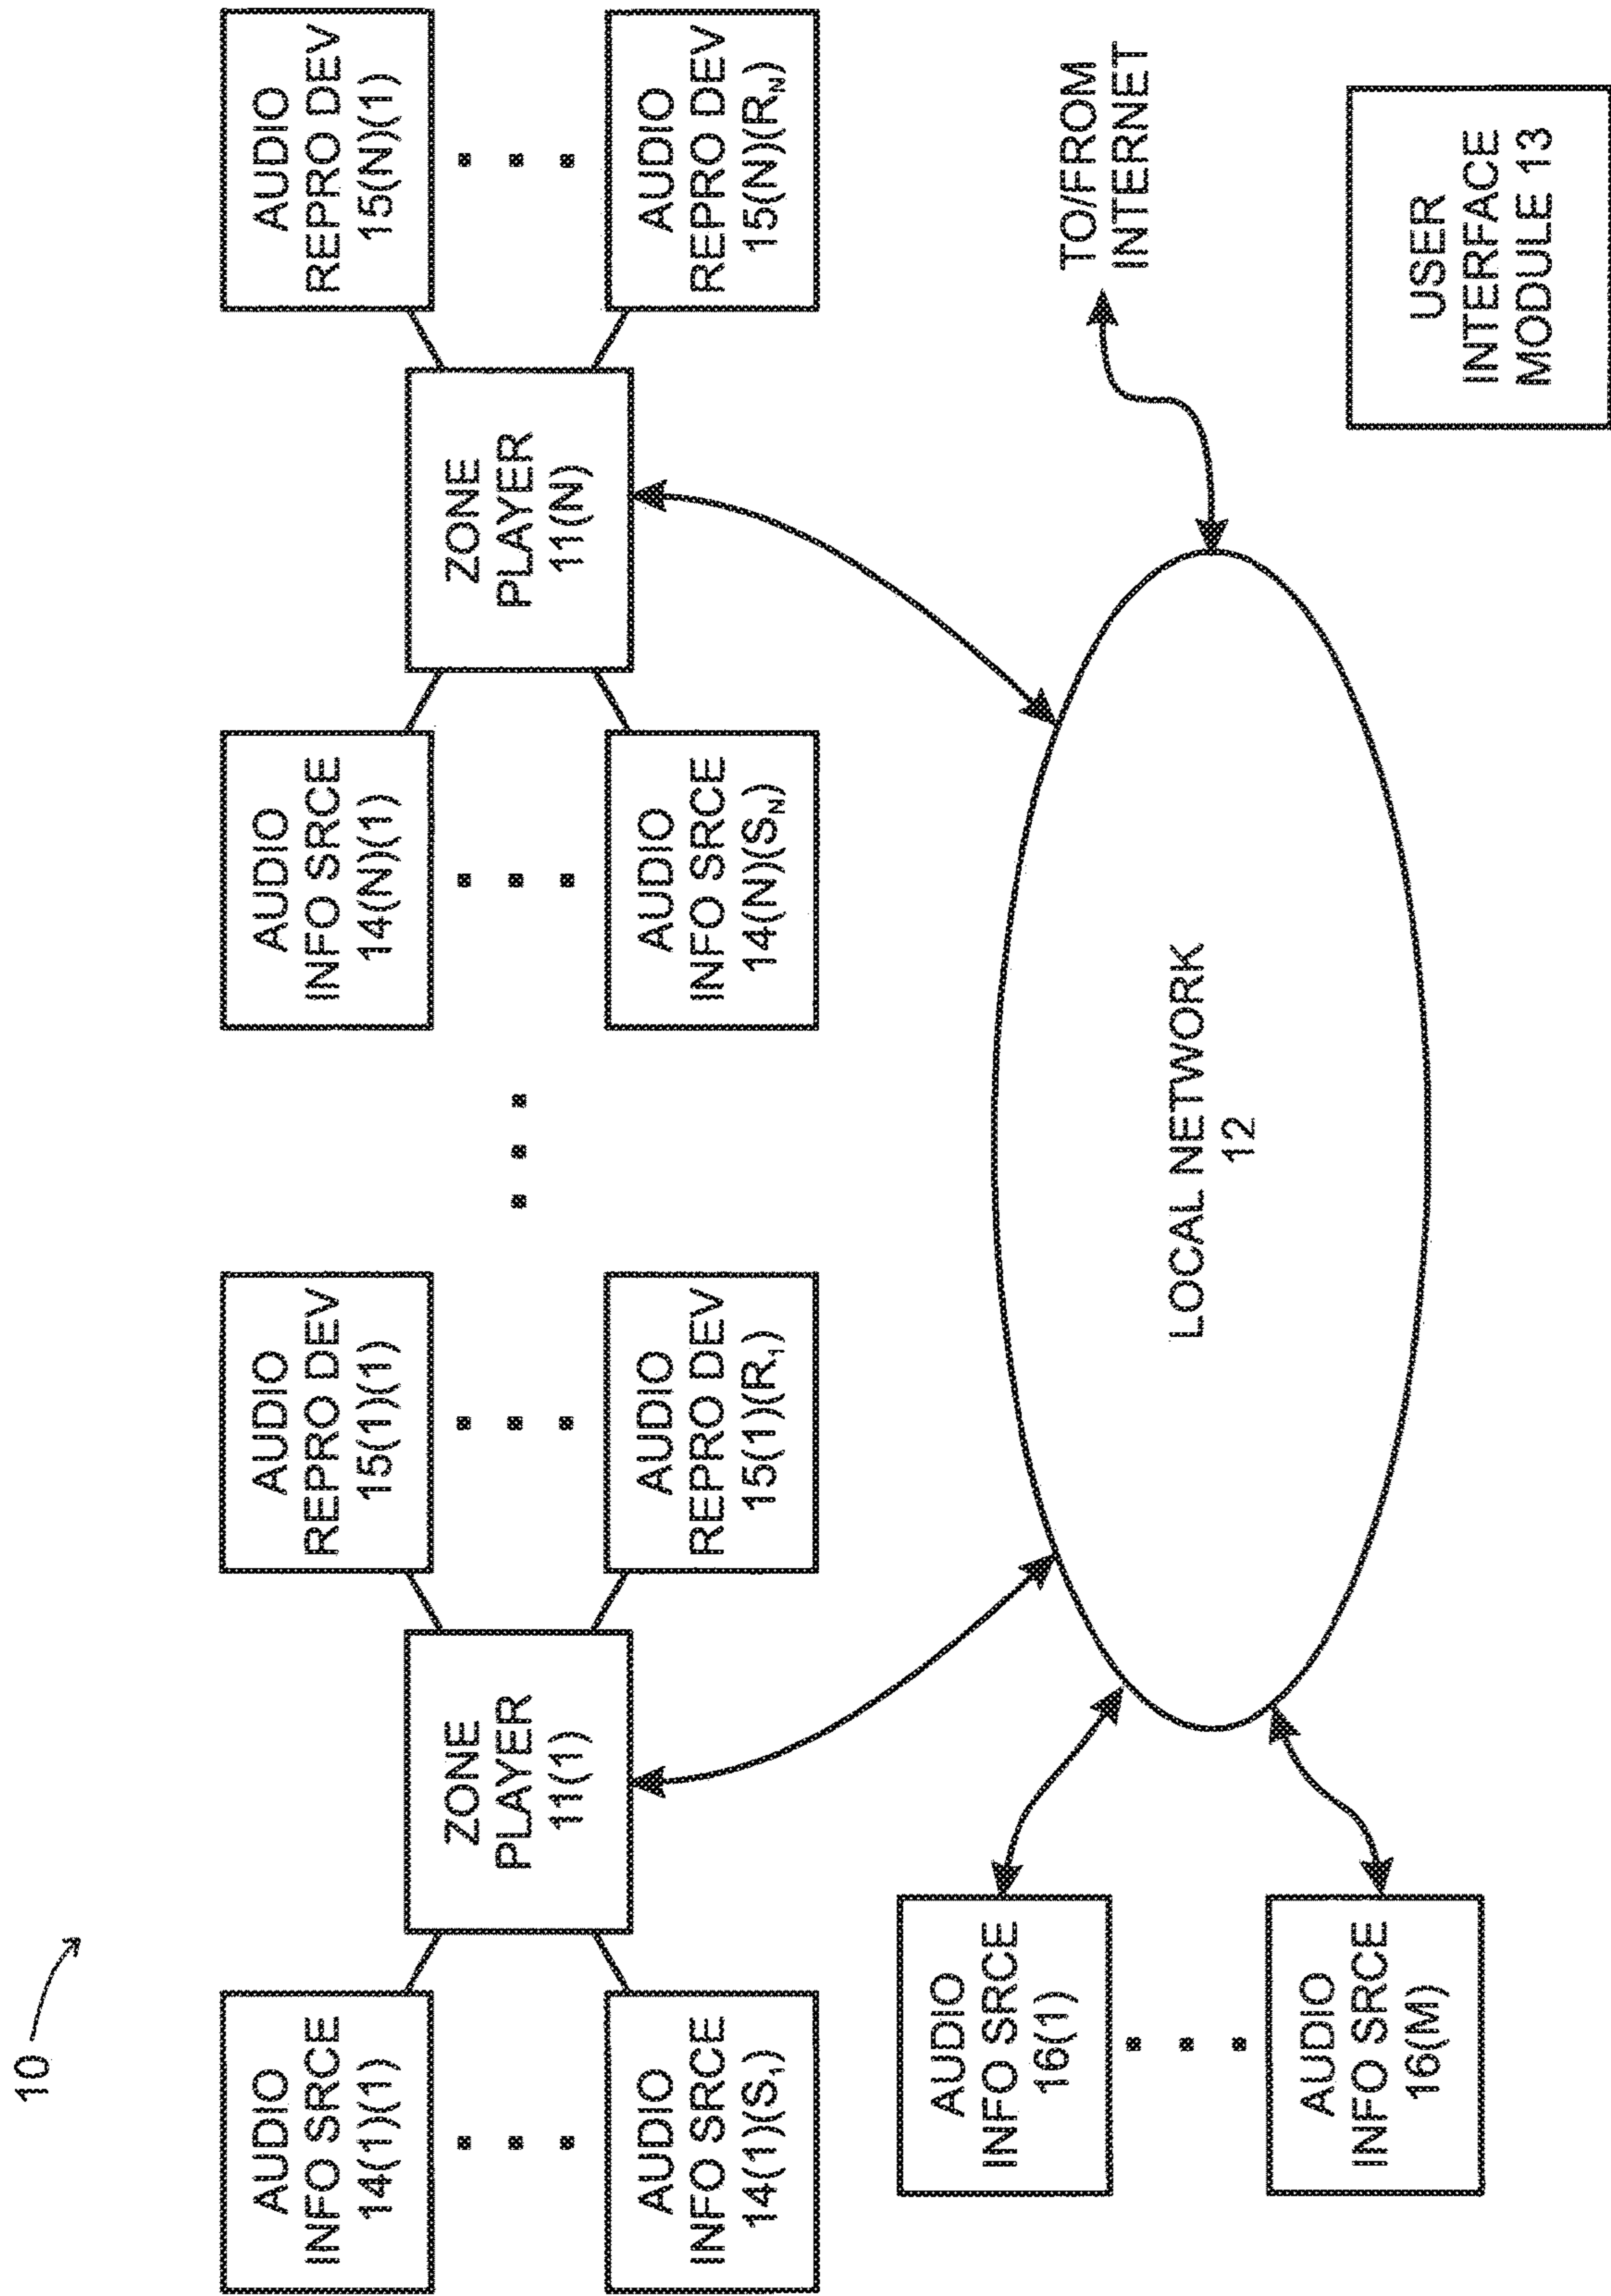 10
AUDIO
INFO SRCE
14(1)(1)
AUDIO
INFO SRCE
14(1)(S₁)
ZONE
PLAYER
11(1)
AUDIO
REPRO DEV
15(1)(1)
AUDIO
REPRO DEV
15(1)(R₁)
AUDIO
INFO SRCE
14(N)(1)
AUDIO
INFO SRCE
14(N)(S_N)
ZONE
PLAYER
11(N)
AUDIO
REPRO DEV
15(N)(1)
AUDIO
REPRO DEV
15(N)(R_N)
AUDIO
INFO SRCE
16(1)
AUDIO
INFO SRCE
16(M)
LOCAL NETWORK
12
TO/FROM
INTERNET
USER
INTERFACE
MODULE 13